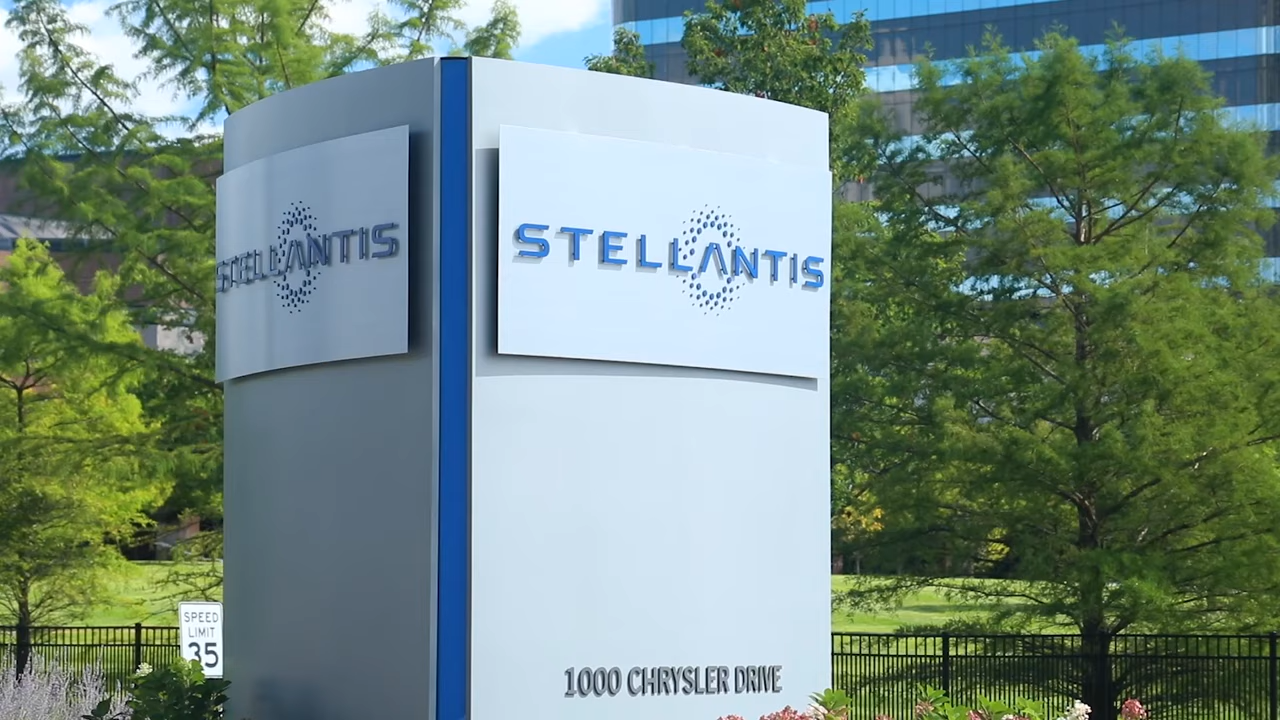 STELLANTIS
STELLANTIS
SPEED
LIMIT
35
1000 CHRYSLER DRIVE